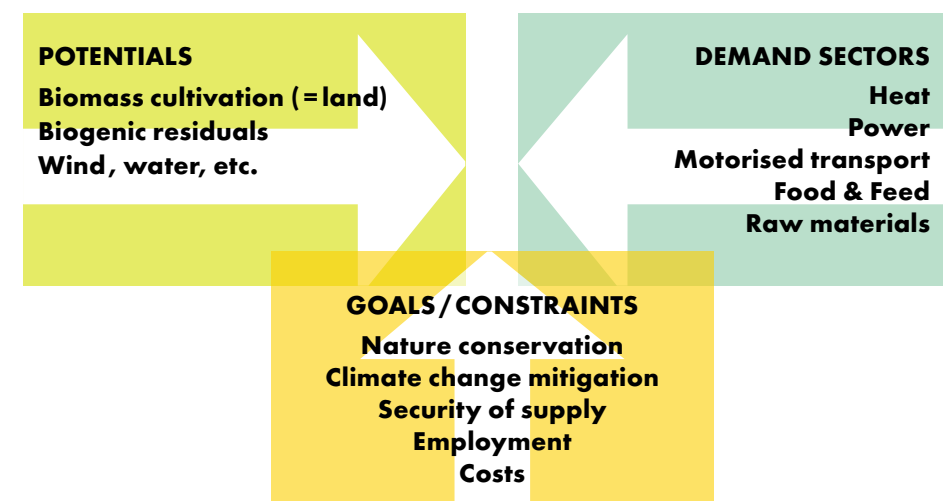 POTENTIALS
Biomass cultivation (=land)
Biogenic residuals
Wind, water, etc.
DEMAND SECTORS
Heat
Power
Motorised transport
Food & Feed
Raw materials
GOALS/CONSTRAINTS
Nature conservation
Climate change mitigation
Security of supply
Employment
Costs